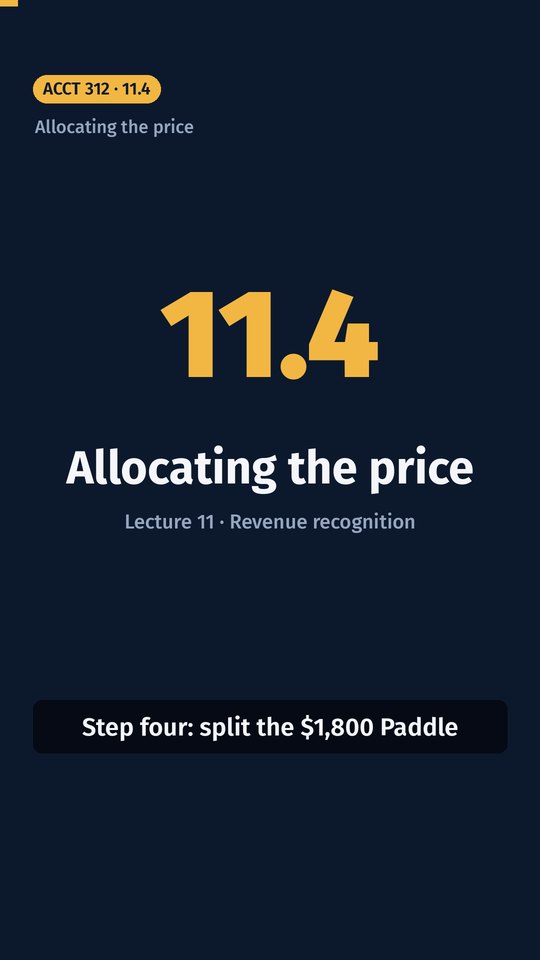 ACCT 312 · 11.4
Allocating the price
11.4
Allocating the price
Lecture 11 · Revenue recognition
Step four: split the $1,800 Paddle